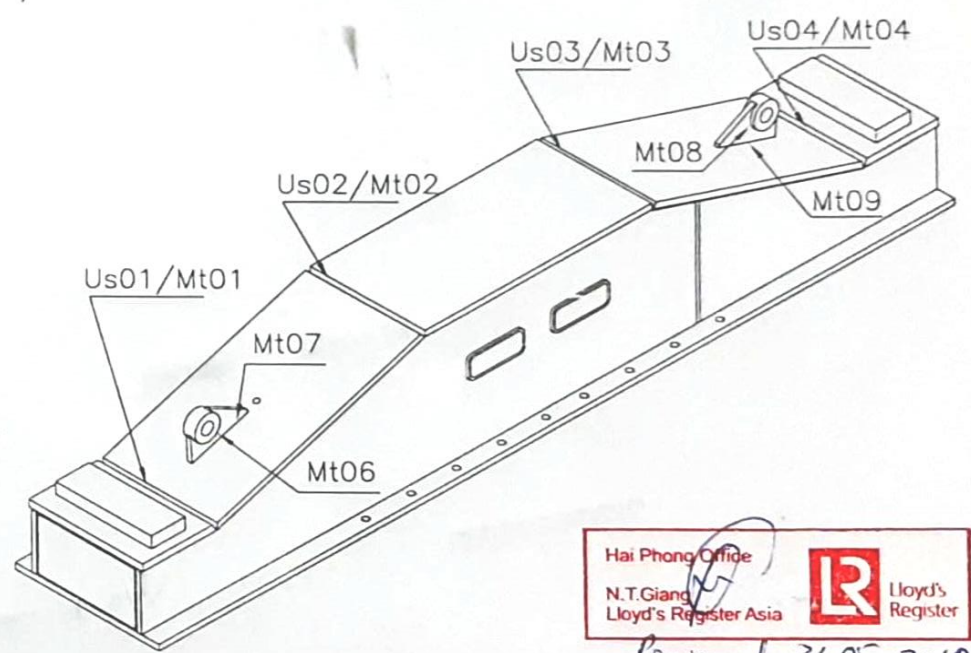 Us04/Mt04
Us03/Mt03
Mt08
Us02/Mt02
Mt09
Us01/Mt01
Mt07
Mt06
Hai Phong Office
N.T.Giang
Lloyd's Register Asia
LR
Lloyd's
Register